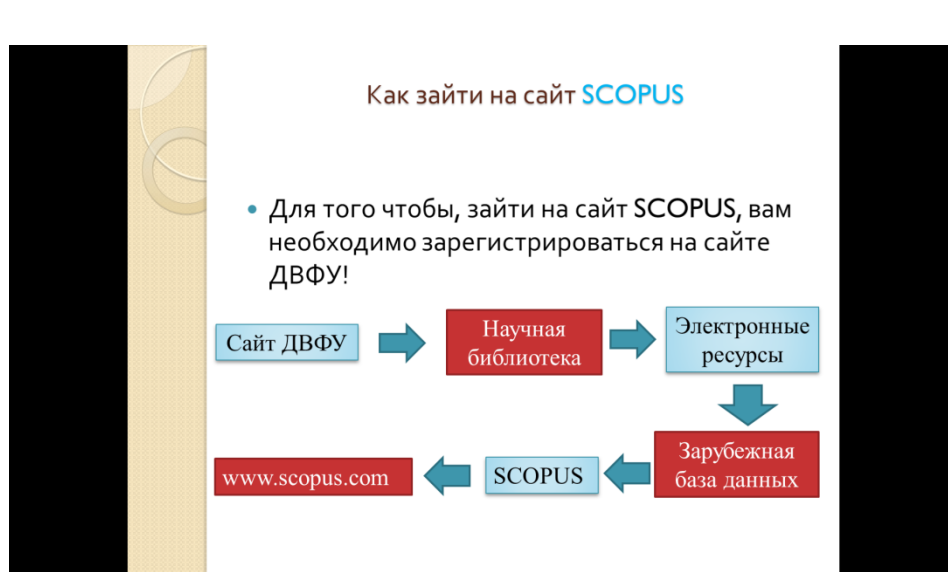 Как зайти на сайт SCOPUS
Для того чтобы, зайти на сайт SCOPUS, вам
необходимо зарегистрироваться на сайте
ДВФУ!
Сайт ДВФУ
Научная
библиотека
Электронные
ресурсы
Зарубежная
база данных
SCOPUS
www.scopus.com